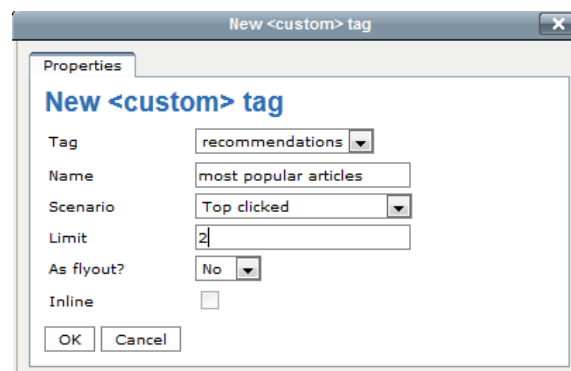 New <custom> tag
Properties
New <custom> tag
Tag recommendations
Name most popular articles
Scenario Top clicked
Limit 2
As flyout? No
Inline
OK Cancel